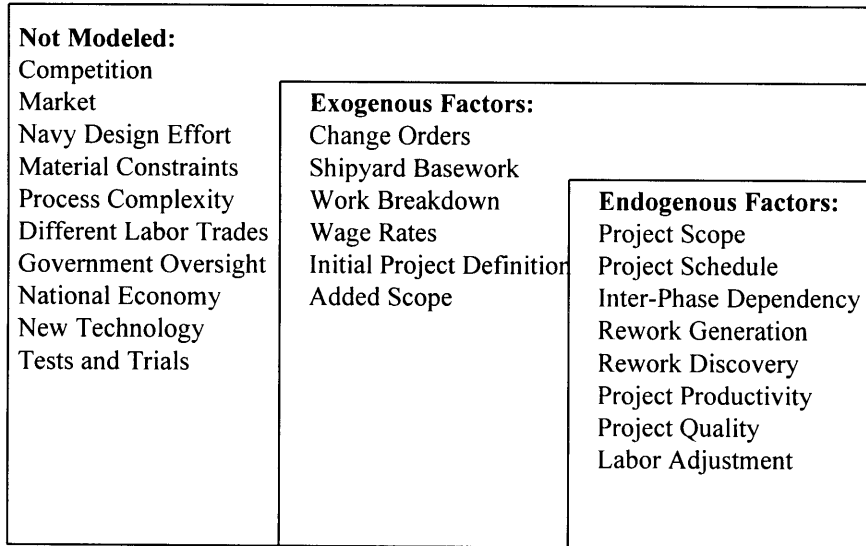 Not Modeled:
Competition
Market
Navy Design Effort
Material Constraints
Process Complexity
Different Labor Trades
Government Oversight
National Economy
New Technology
Tests and Trials
Exogenous Factors:
Change Orders
Shipyard Basework
Work Breakdown
Wage Rates
Initial Project Definition
Added Scope
Endogenous Factors:
Project Scope
Project Schedule
Inter-Phase Dependency
Rework Generation
Rework Discovery
Project Productivity
Project Quality
Labor Adjustment